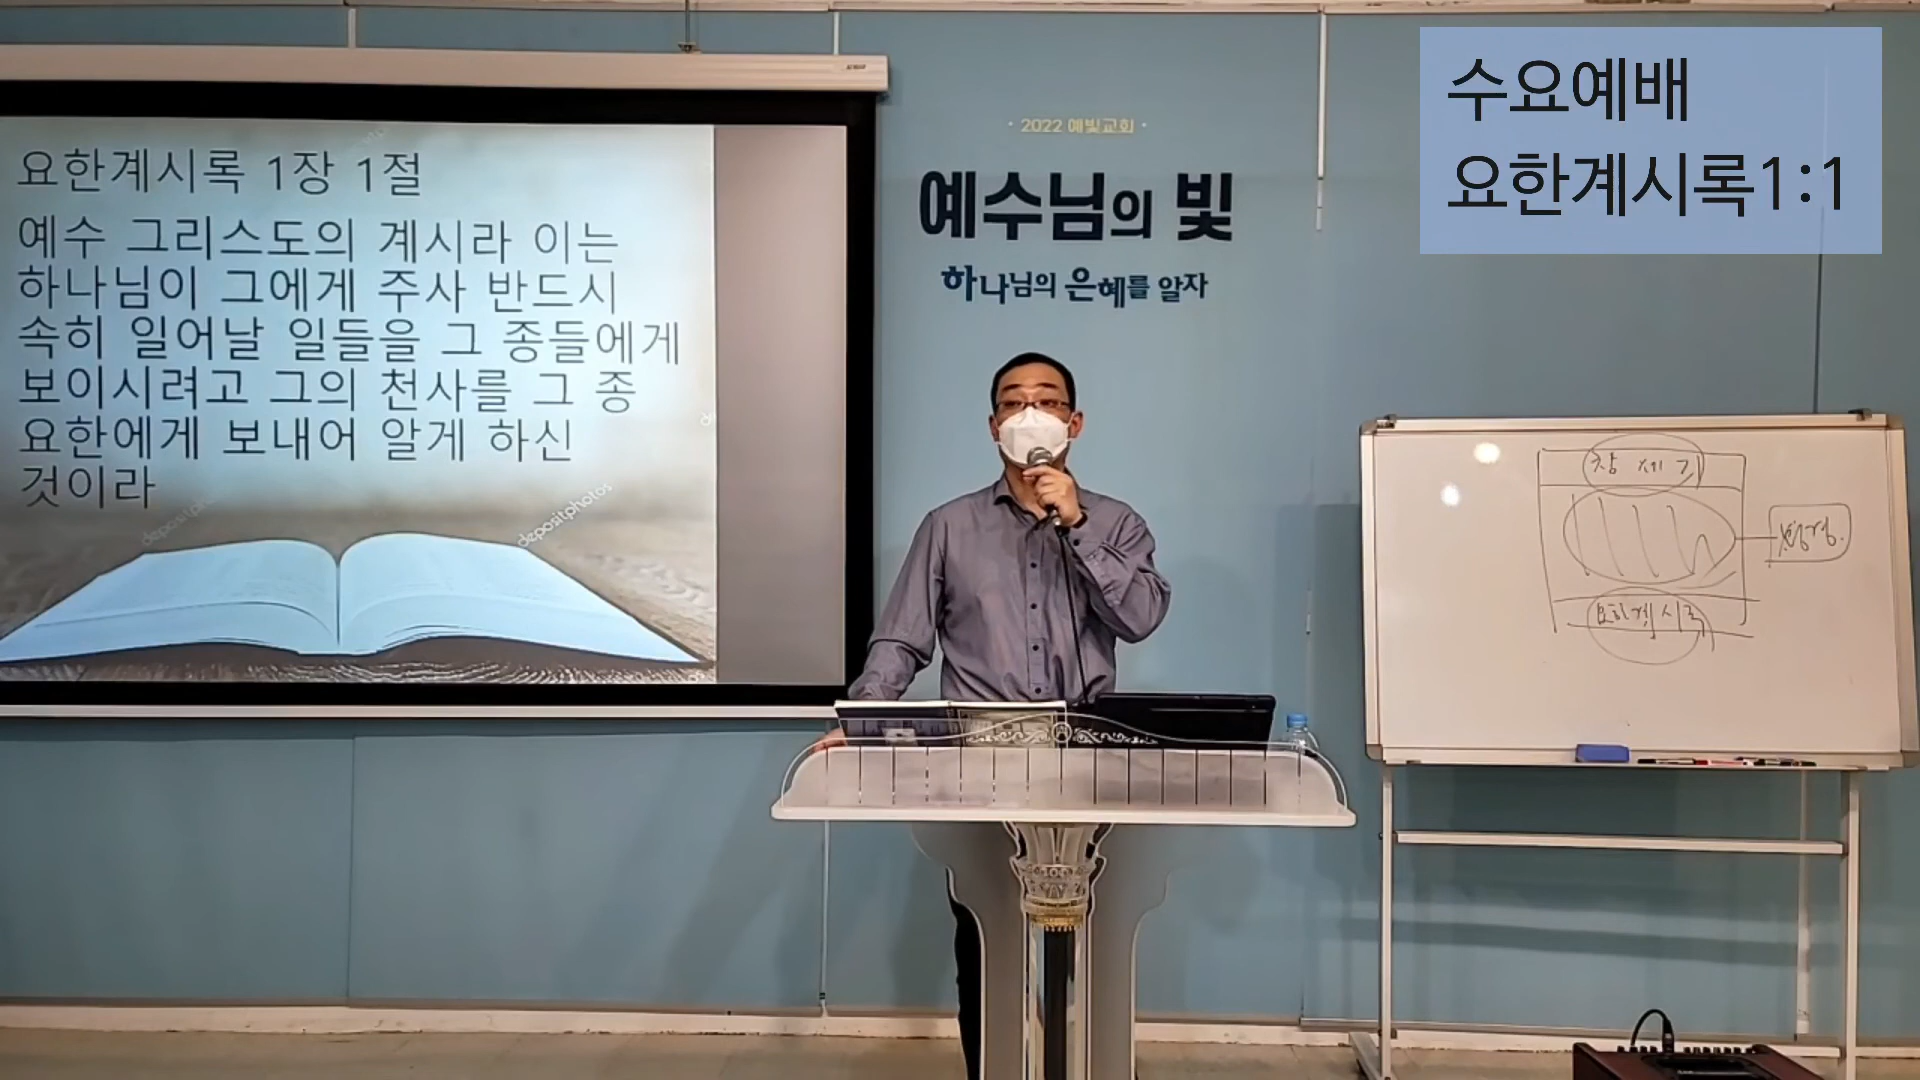 요한계시록 1장 1절
예수 그리스도의 계시라 이는
하나님이 그에게 주사 반드시
속히 일어날 일들을 그 종들에게
보이시려고 그의 천사를 그 종
요한에게 보내어 알게 하신
것이라
depositphotos
· 2022 예빛교회 ·
예수님의 빛
하나님의 은혜를 알자
수요예배
요한계시록1:1
창세기
요한계시록